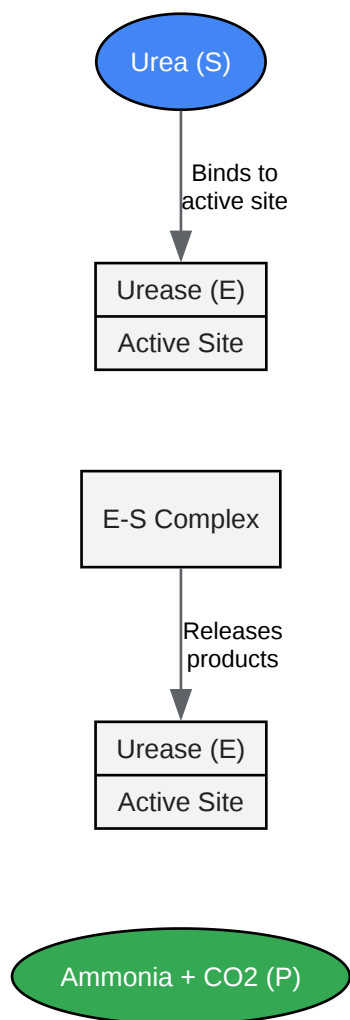 Urea (S)
Binds to
active site
Urease (E)
Active Site
E-S Complex
Releases
products
Urease (E)
Active Site
Ammonia + CO2 (P)